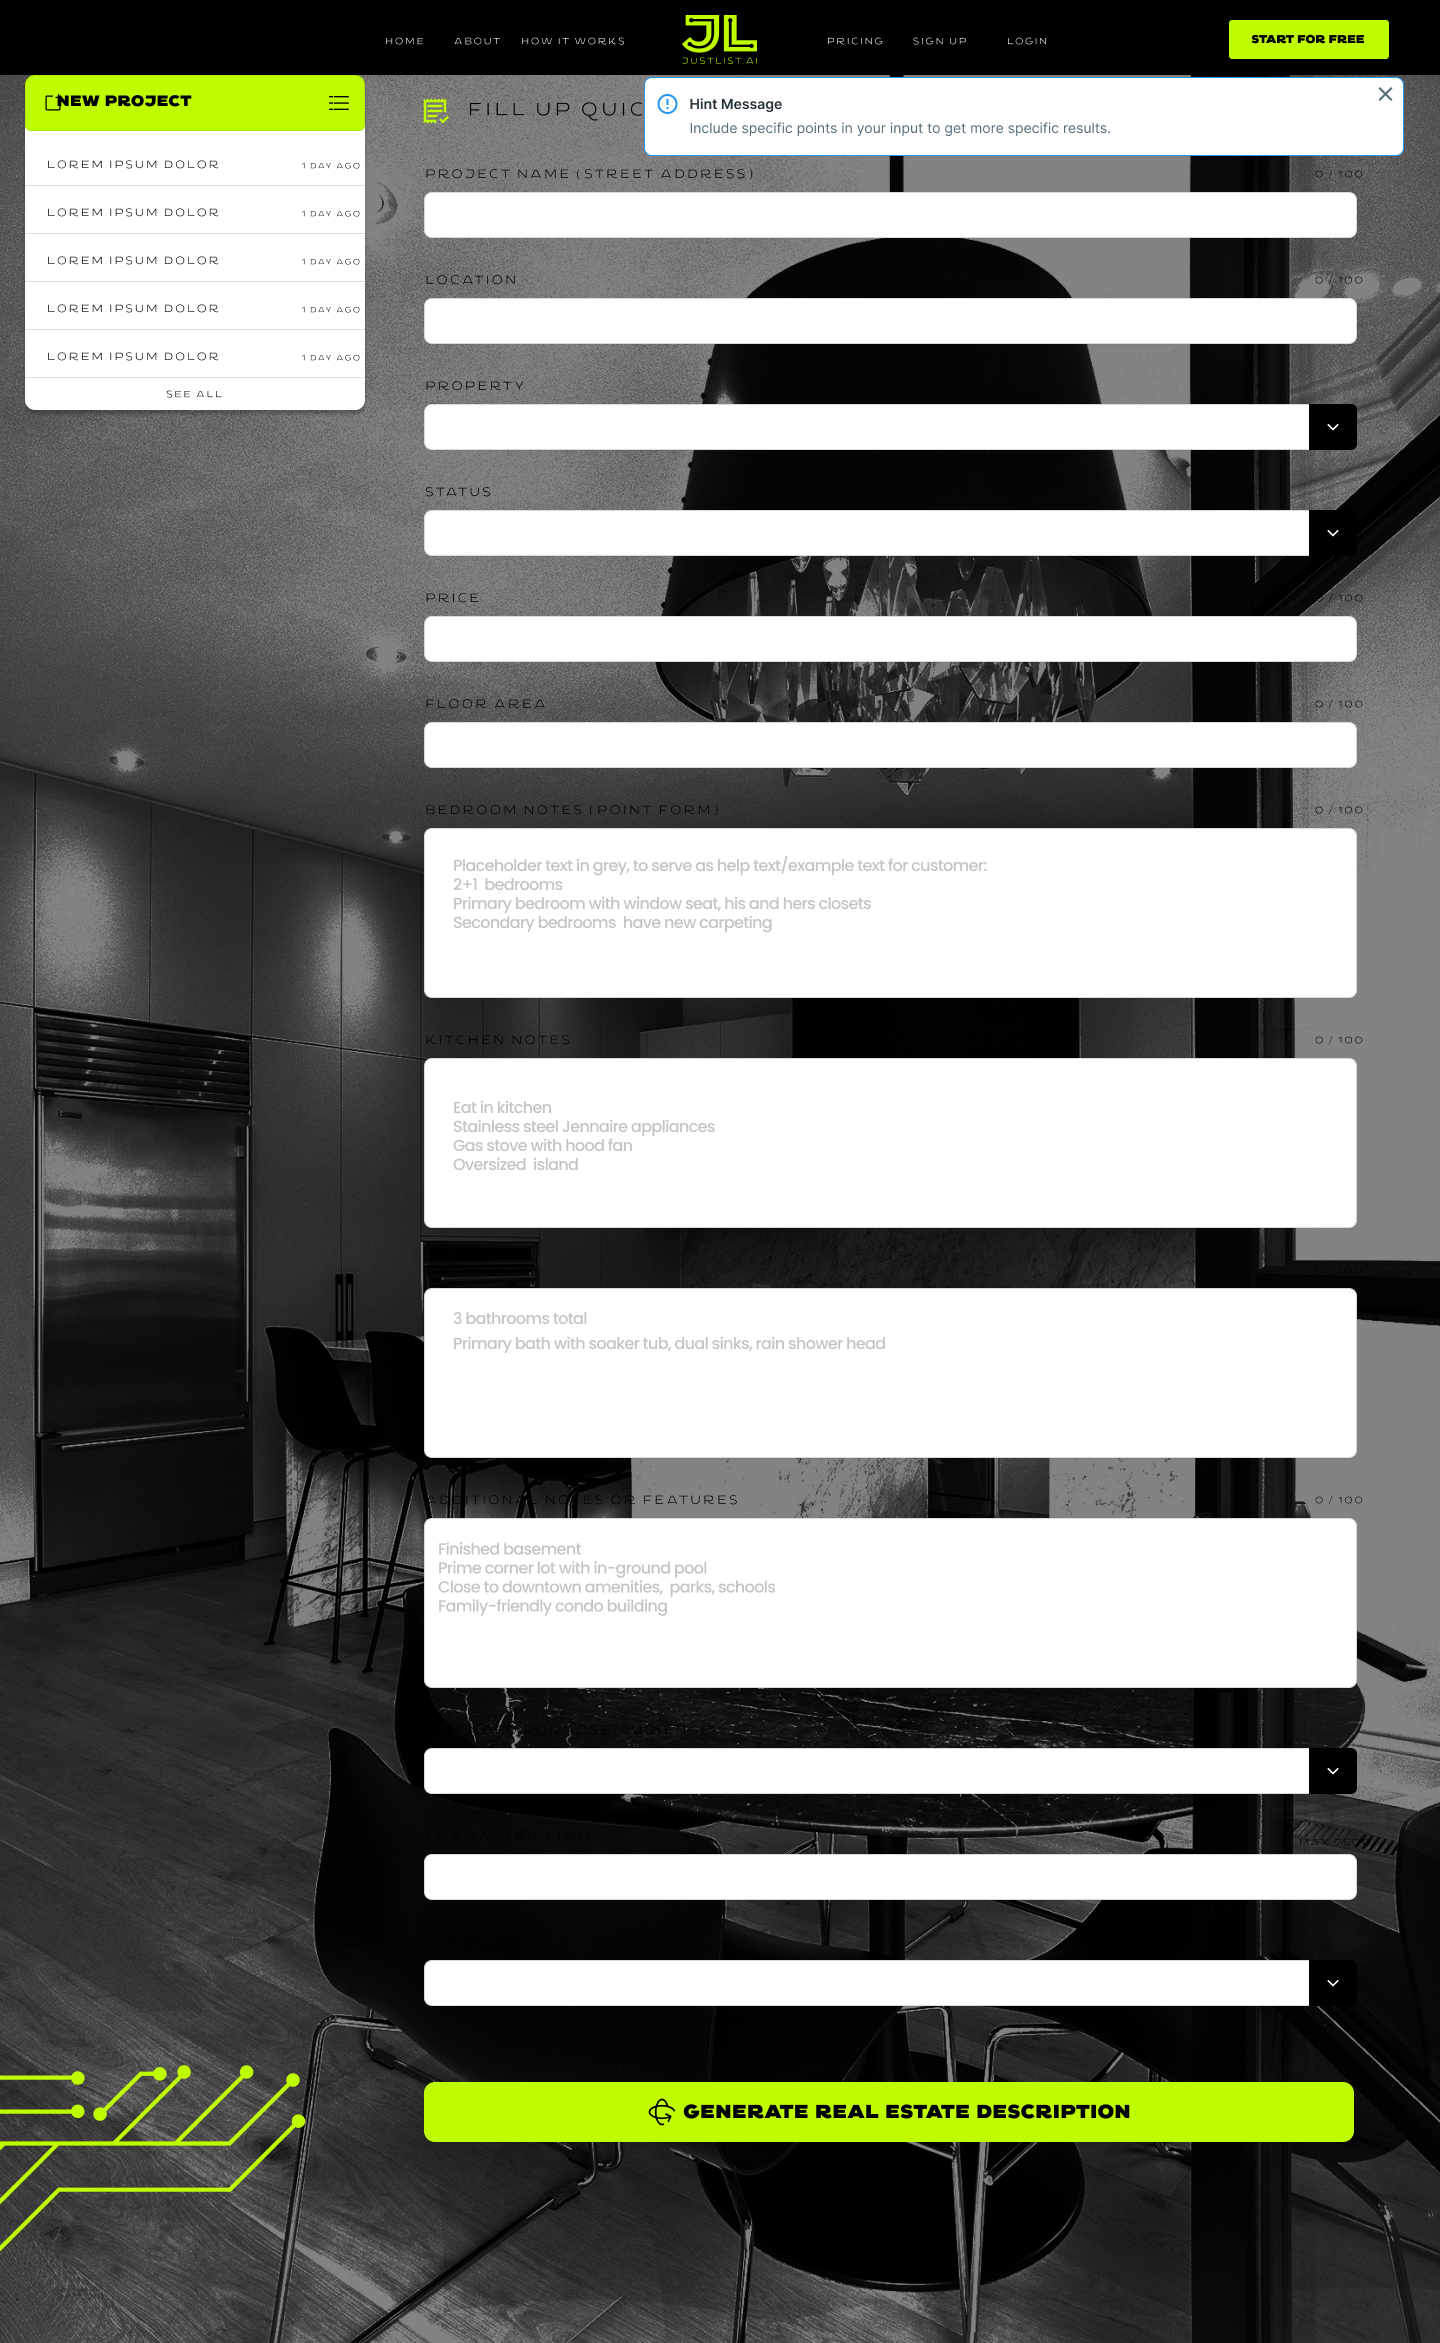 HOME ABOUT HOW IT WORKS
JL
JUSTLIST.AI
PRICING SIGN UP LOGIN
START FOR FREE
NEW PROJECT
LOREM IPSUM DOLOR 1 DAY AGO
LOREM IPSUM DOLOR 1 DAY AGO
LOREM IPSUM DOLOR 1 DAY AGO
LOREM IPSUM DOLOR 1 DAY AGO
LOREM IPSUM DOLOR 1 DAY AGO
SEE ALL
FILL UP QUIC
Hint Message
Include specific points in your input to get more specific results.
PROJECT NAME (STREET ADDRESS) 0 / 100
LOCATION 0 / 100
PROPERTY
STATUS
PRICE 0 / 100
FLOOR AREA 0 / 100
BEDROOM NOTES (POINT FORM) 0 / 100
Placeholder text in grey, to serve as help text/example text for customer:
2+1 bedrooms
Primary bedroom with window seat, his and hers closets
Secondary bedrooms have new carpeting
KITCHEN NOTES 0 / 100
Eat in kitchen
Stainless steel Jennaire appliances
Gas stove with hood fan
Oversized island
3 bathrooms total
Primary bath with soaker tub, dual sinks, rain shower head
ADDITIONAL NOTES OR FEATURES 0 / 100
Finished basement
Prime corner lot with in-ground pool
Close to downtown amenities, parks, schools
Family-friendly condo building
PURPOSE/AUDIENCE
CHARACTER LIMIT MAX
GENERATE REAL ESTATE DESCRIPTION